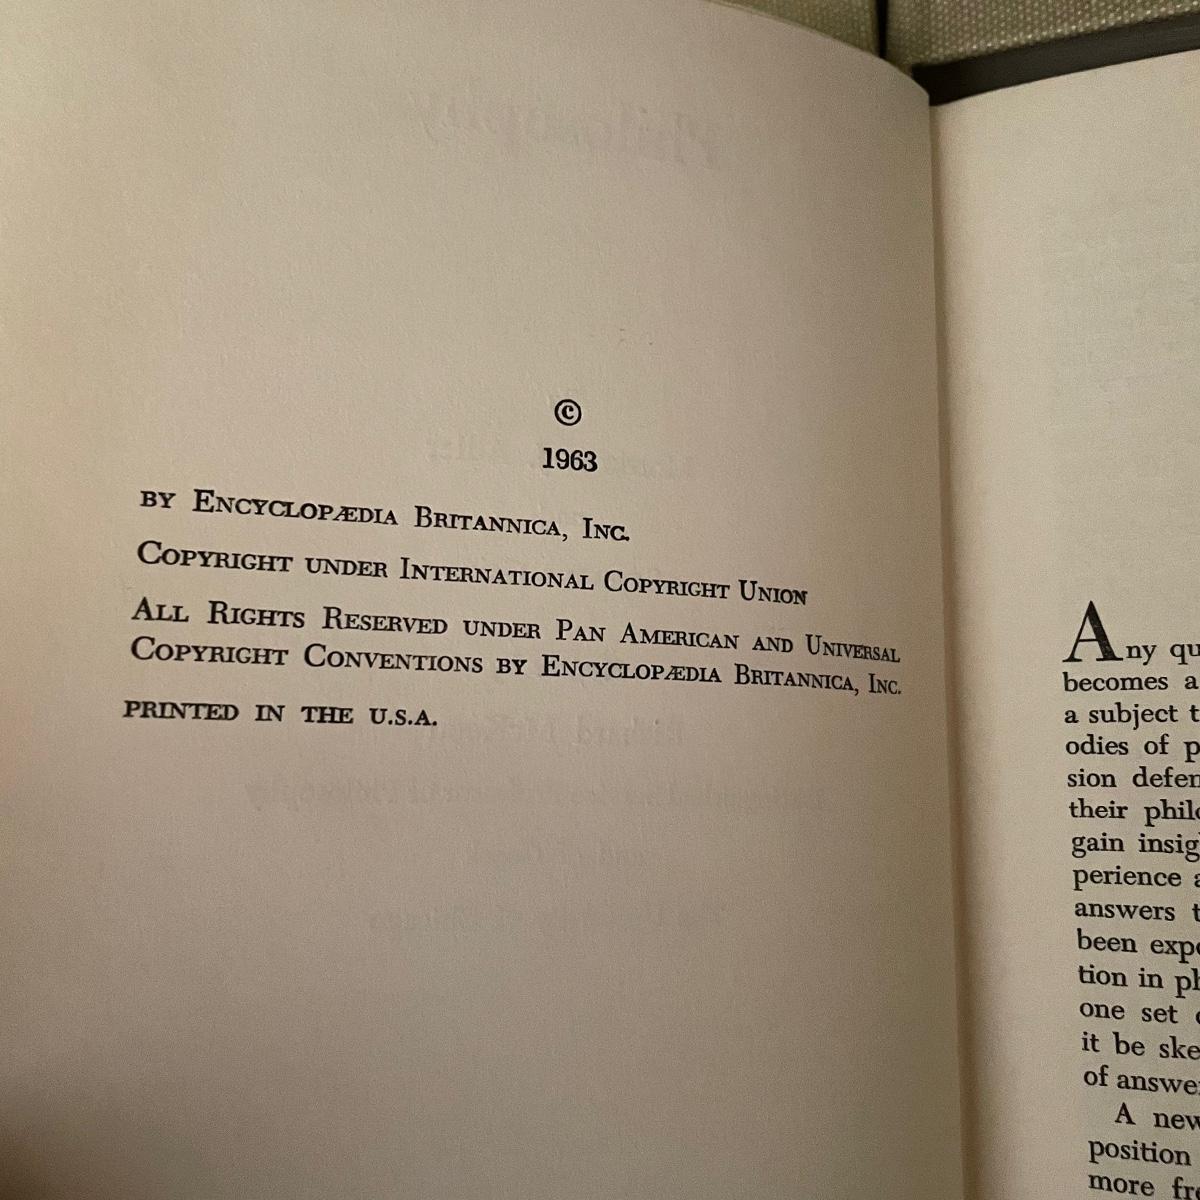 ©
1963
BY ENCYCLOPÆDIA BRITANNICA, INC.
COPYRIGHT UNDER INTERNATIONAL COPYRIGHT UNION
ALL RIGHTS RESERVED UNDER PAN AMERICAN AND UNIVERSAL
COPYRIGHT CONVENTIONS BY ENCYCLOPÆDIA BRITANNICA, INC.
PRINTED IN THE U.S.A.
Any qu
becomes a
a subject t
odies of p
sion defen
their philo
gain insig
perience a
answers t
been expe
tion in ph
one set
it be ske
of answe
A new
position
more fr